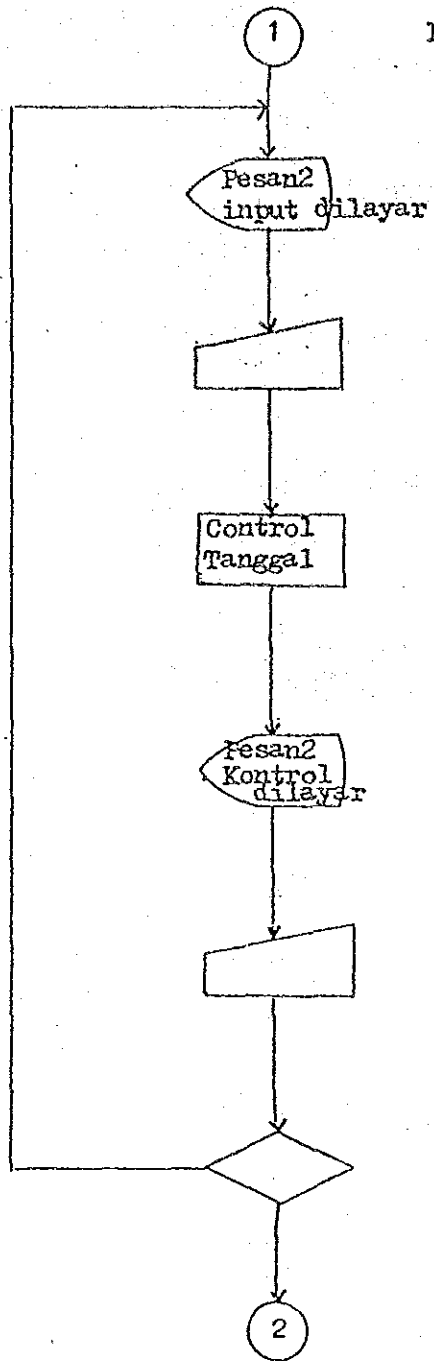 1
Pesan2
input dilayar
Control
Tanggal
Pesan2
Kontrol
dilayar
2